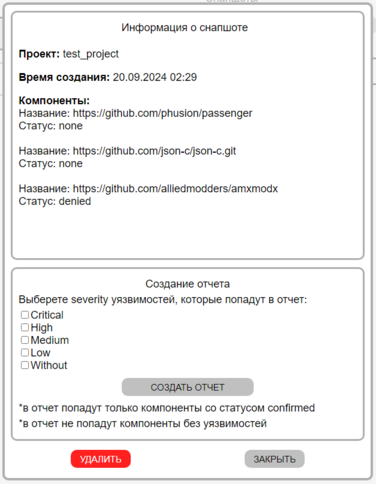 Информация о снапшоте
Проект: test_project
Время создания: 20.09.2024 02:29
Компоненты:
Название: https://github.com/phusion/passenger
Статус: none
Название: https://github.com/json-c/json-c.git
Статус: none
Название: https://github.com/alliedmodders/amxmodx
Статус: denied
Создание отчета
Выберете severity уязвимостей, которые попадут в отчет:
Critical
High
Medium
Low
Without
СОЗДАТЬ ОТЧЕТ
*в отчет попадут только компоненты со статусом confirmed
*в отчет не попадут компоненты без уязвимостей
УДАЛИТЬ ЗАКРЫТЬ